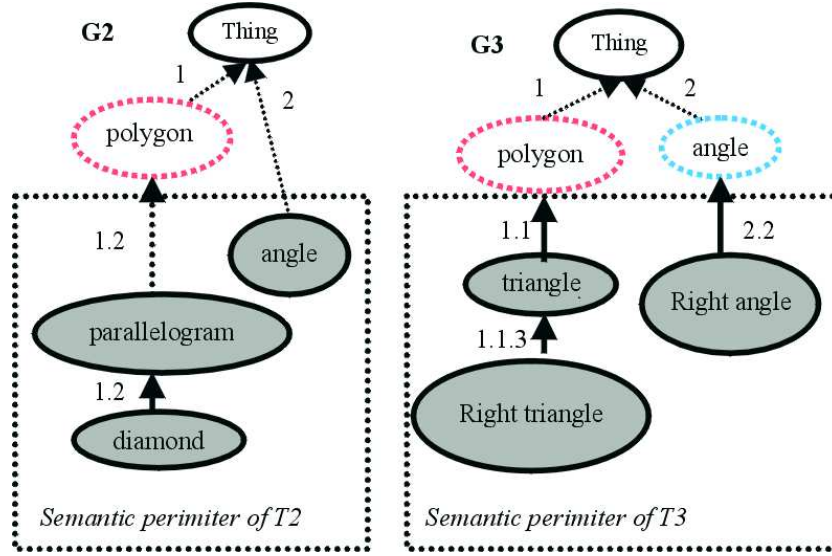 G2
Thing
1
2
polygon
1.2
angle
parallelogram
1.2
diamond
Semantic perimiter of T2
G3
Thing
1
2
polygon
angle
1.1
2.2
triangle
Right angle
1.1.3
Right triangle
Semantic perimiter of T3